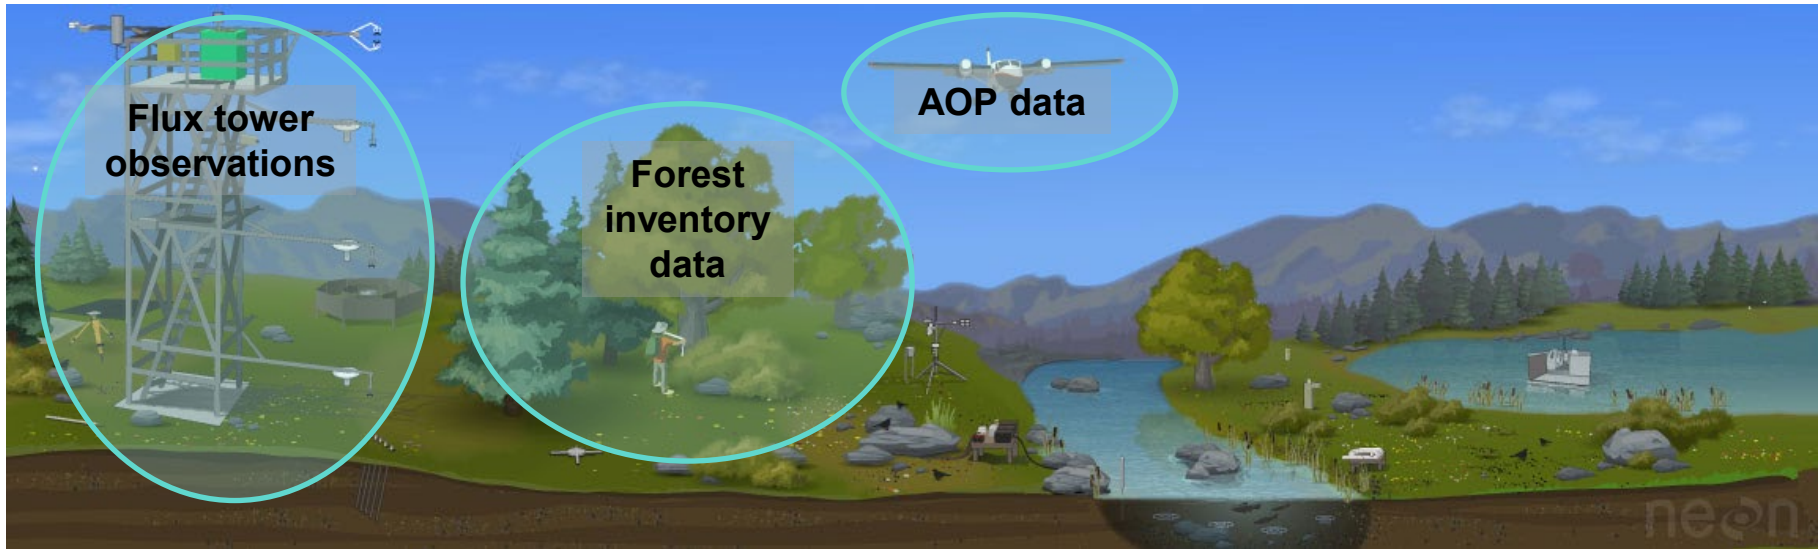 Flux tower
observations
Forest
inventory
data
AOP data
neon